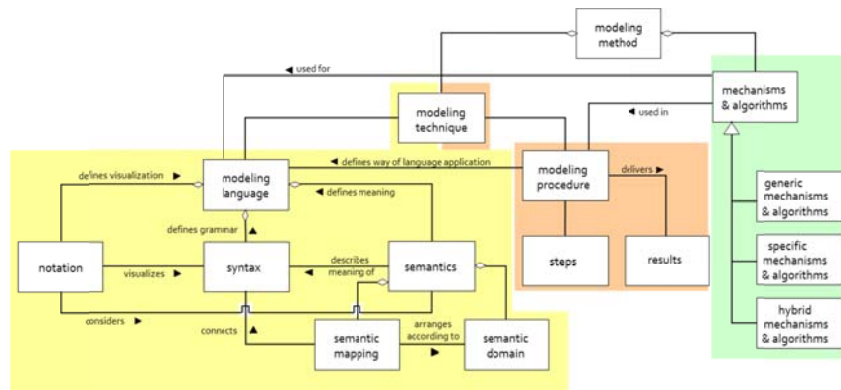 modeling
method
used for
mechanisms
& algorithms
modeling
technique
used in
defines way of language application
modeling
language
modeling
procedure
defines visualization
defines meaning
delivers
generic
mechanisms
& algorithms
defines grammar
notation
visualizes
syntax
describes
meaning of
semantics
steps
results
specific
mechanisms
& algorithms
considers
connects
semantic
mapping
arranges
according to
semantic
domain
hybrid
mechanisms
& algorithms